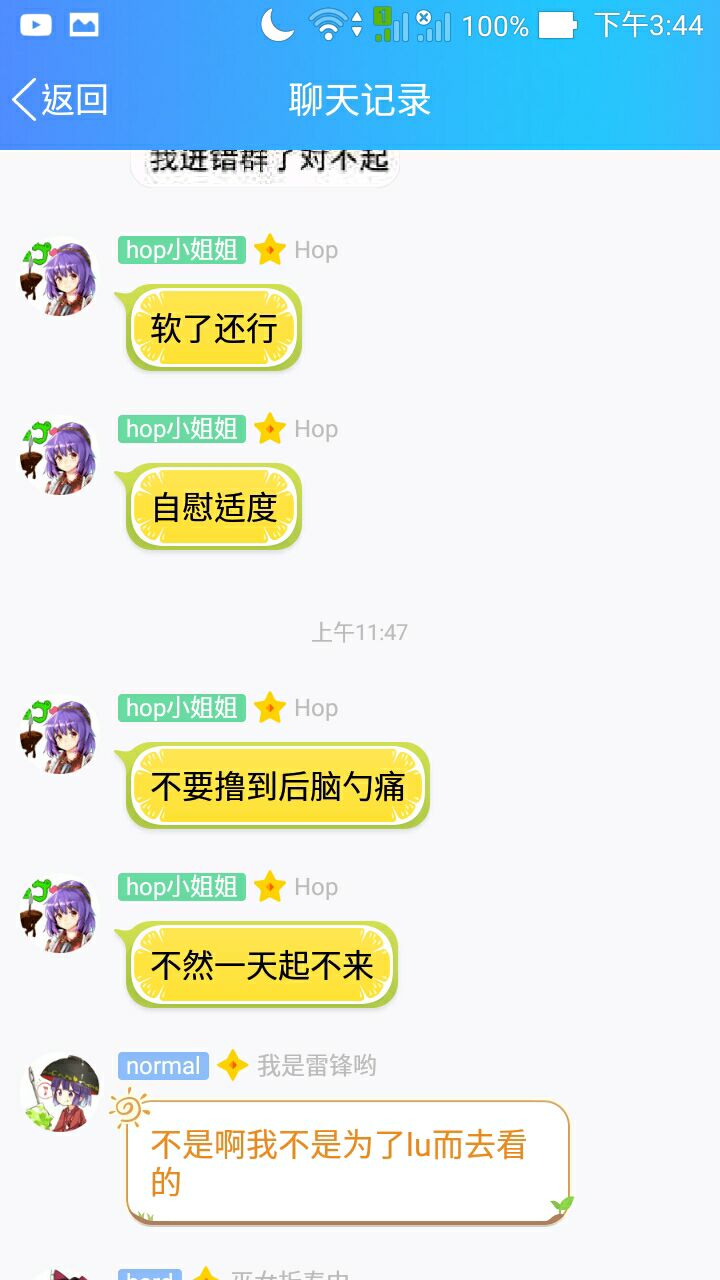 100% 下午3:44
返回 聊天记录
我进错群了对不起
hop小姐姐 Hop
软了还行
hop小姐姐 Hop
自慰适度
上午11:47
hop小姐姐 Hop
不要撸到后脑勺痛
hop小姐姐 Hop
不然一天起不来
normal 我是雷锋哟
不是啊我不是为了lu而去看
的